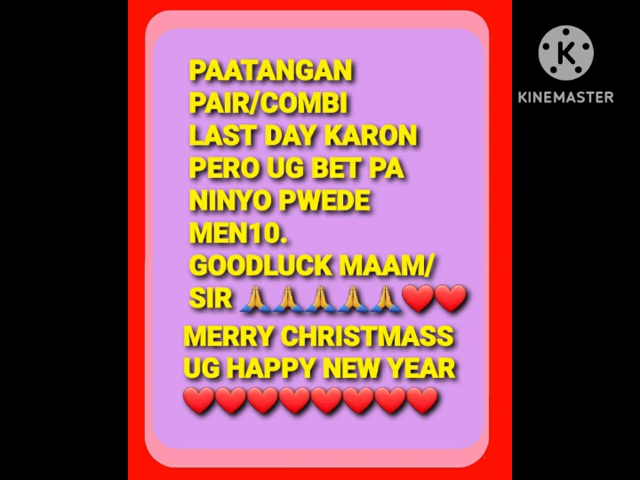 PAATANGAN
PAIR/COMBI
LAST DAY KARON
PERO UG BET PA
NINYO PWEDE
MEN10.
GOODLUCK MAAM/
SIR 🙏🙏🙏🙏🙏❤️❤️
MERRY CHRISTMASS
UG HAPPY NEW YEAR
❤️❤️❤️❤️❤️❤️❤️❤️
K
KINEMASTER